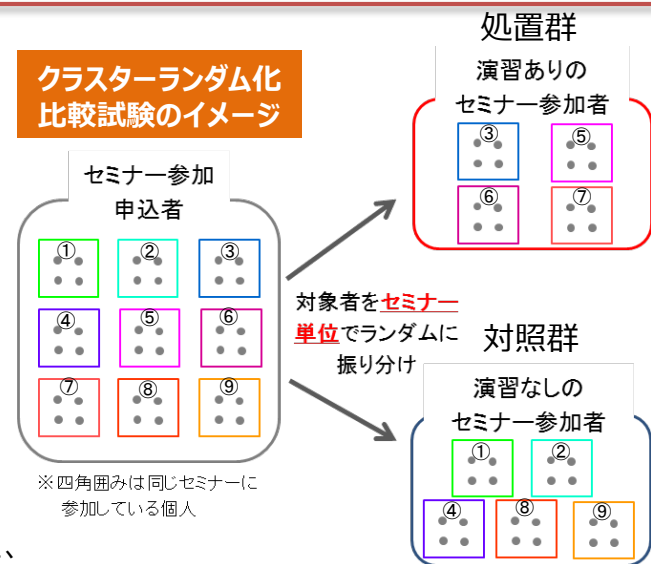 クラスターランダム化
比較試験のイメージ
セミナー参加
申込者
①
②
③
④
⑤
⑥
⑦
⑧
⑨
※四角囲みは同じセミナーに
参加している個人
対象者をセミナー
単位でランダムに
振り分け
処置群
演習ありの
セミナー参加者
③
⑤
⑥
⑦
対照群
演習なしの
セミナー参加者
①
②
④
⑧
⑨